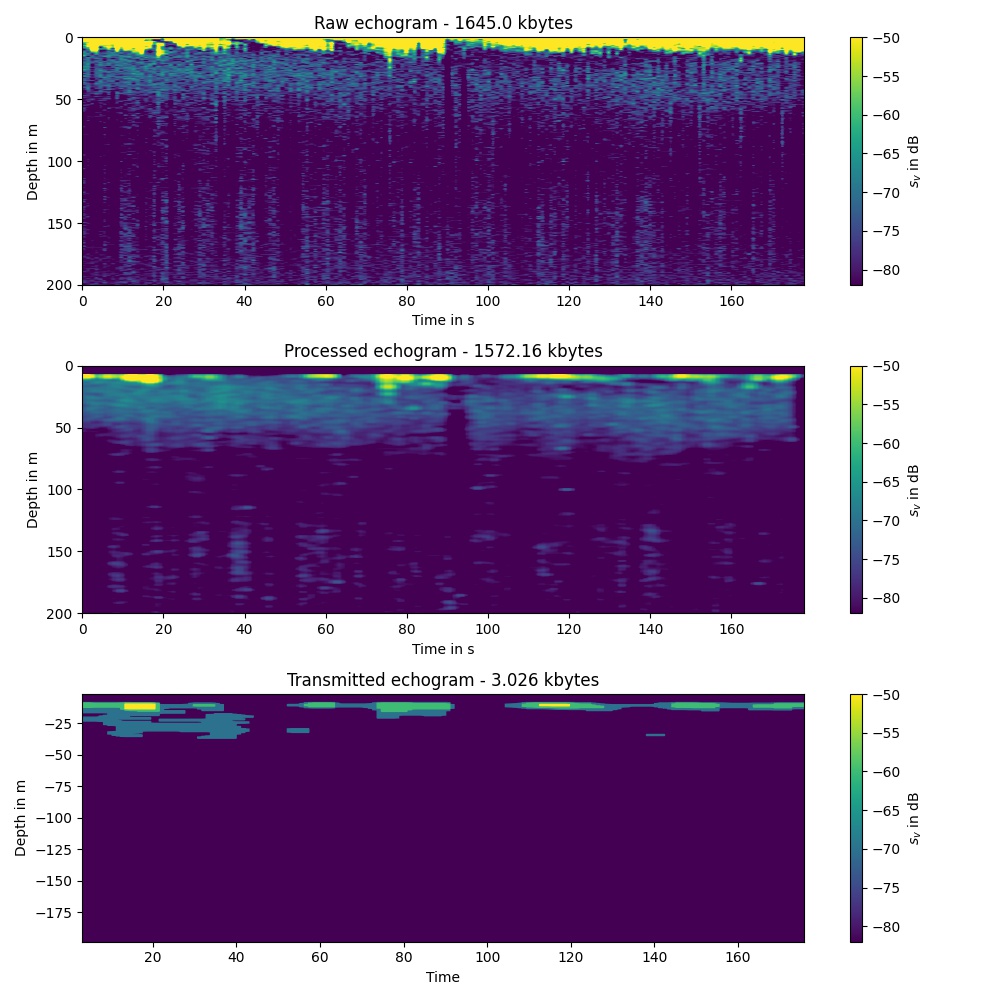 Raw echogram - 1645.0 kbytes
0
50
100
150
200
Depth in m
0 20 40 60 80 100 120 140 160
Time in s
−50
−55
−60
−65
−70
−75
−80
s_v in dB
Processed echogram - 1572.16 kbytes
0
50
100
150
200
Depth in m
0 20 40 60 80 100 120 140 160
Time in s
−50
−55
−60
−65
−70
−75
−80
s_v in dB
Transmitted echogram - 3.026 kbytes
−25
−50
−75
−100
−125
−150
−175
Depth in m
20 40 60 80 100 120 140 160
Time
−50
−55
−60
−65
−70
−75
−80
s_v in dB